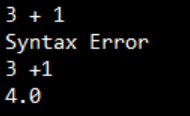 3 + 1
Syntax Error
3 +1
4.0